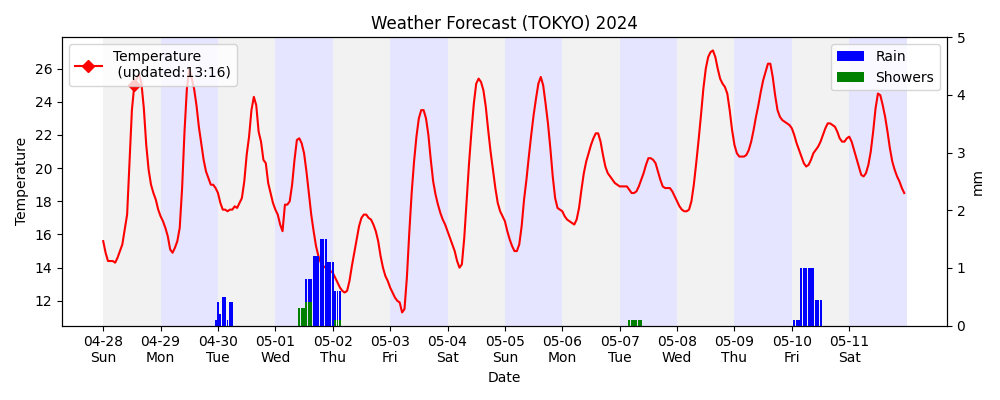 Weather Forecast (TOKYO) 2024
Temperature
(updated:13:16)
Rain
Showers
Temperature
26
24
22
20
18
16
14
12
5
4
3
2
1
0
mm
04-28 04-29 04-30 05-01 05-02 05-03 05-04 05-05 05-06 05-07 05-08 05-09 05-10 05-11
Sun Mon Tue Wed Thu Fri Sat Sun Mon Tue Wed Thu Fri Sat
Date